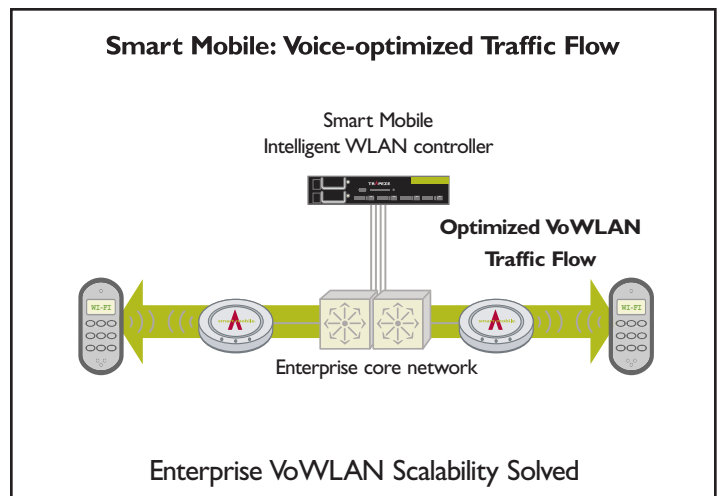 Smart Mobile: Voice-optimized Traffic Flow
Smart Mobile
Intelligent WLAN controller
TRAPEZE
Optimized VoWLAN
Traffic Flow
WI-FI
WI-FI
Enterprise core network
Enterprise VoWLAN Scalability Solved